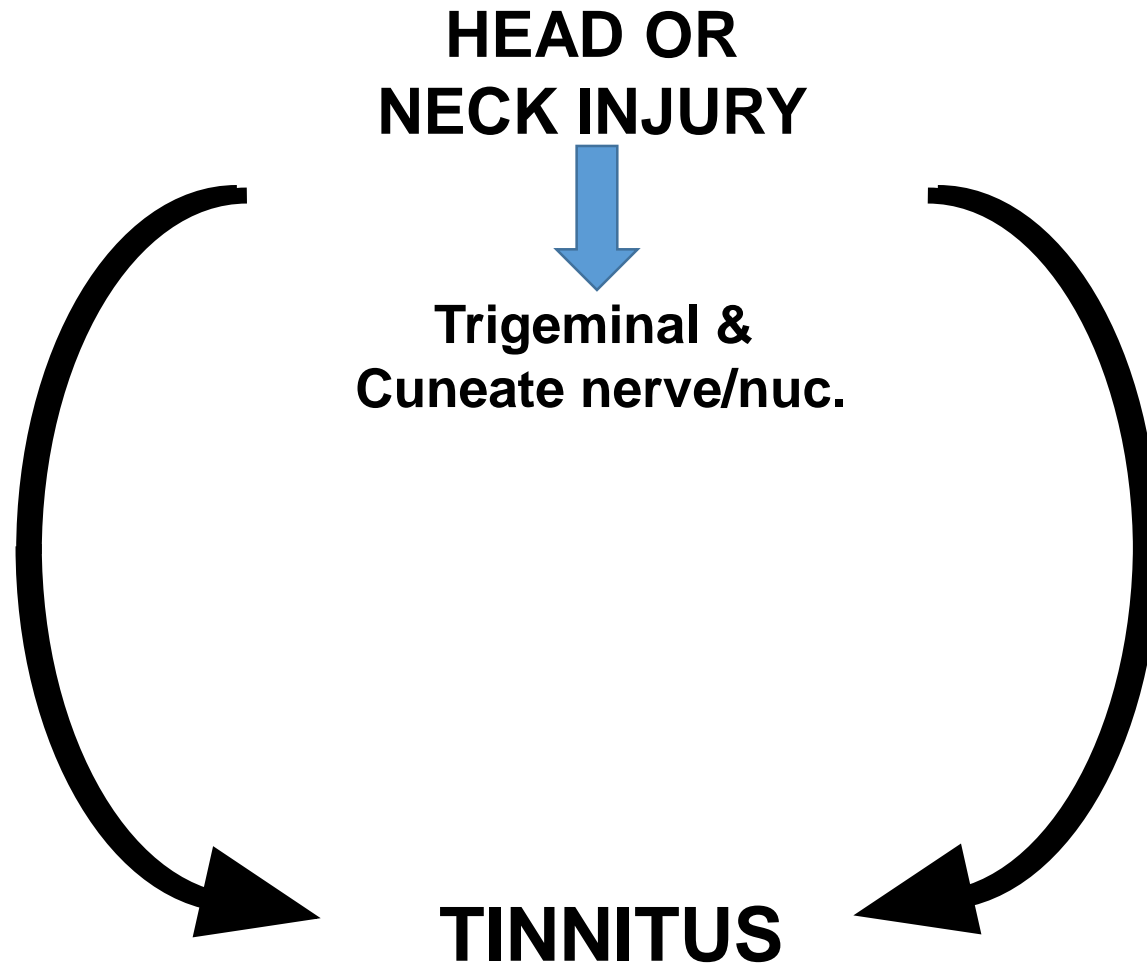 HEAD OR
NECK INJURY
Trigeminal &
Cuneate nerve/nuc.
TINNITUS